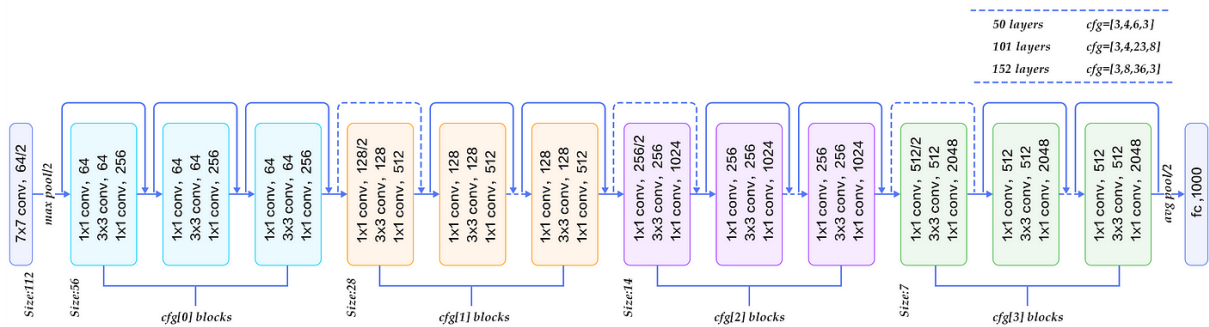 50 layers cfg=[3,4,6,3]
101 layers cfg=[3,4,23,8]
152 layers cfg=[3,8,36,3]
7x7 conv, 64/2
max pool/2
1x1 conv, 64
3x3 conv, 64
1x1 conv, 256
1x1 conv, 64
3x3 conv, 64
1x1 conv, 256
1x1 conv, 64
3x3 conv, 64
1x1 conv, 256
1x1 conv, 128/2
3x3 conv, 128
1x1 conv, 512
1x1 conv, 128
3x3 conv, 128
1x1 conv, 512
1x1 conv, 128
3x3 conv, 128
1x1 conv, 512
1x1 conv, 256/2
3x3 conv, 256
1x1 conv, 1024
1x1 conv, 256
3x3 conv, 256
1x1 conv, 1024
1x1 conv, 256
3x3 conv, 256
1x1 conv, 1024
1x1 conv, 512/2
3x3 conv, 512
1x1 conv, 2048
1x1 conv, 512
3x3 conv, 512
1x1 conv, 2048
1x1 conv, 512
3x3 conv, 512
1x1 conv, 2048
avg pool/2
fc ,1000
Size:112
Size:56
cfg[0] blocks
Size:28
cfg[1] blocks
Size:14
cfg[2] blocks
Size:7
cfg[3] blocks